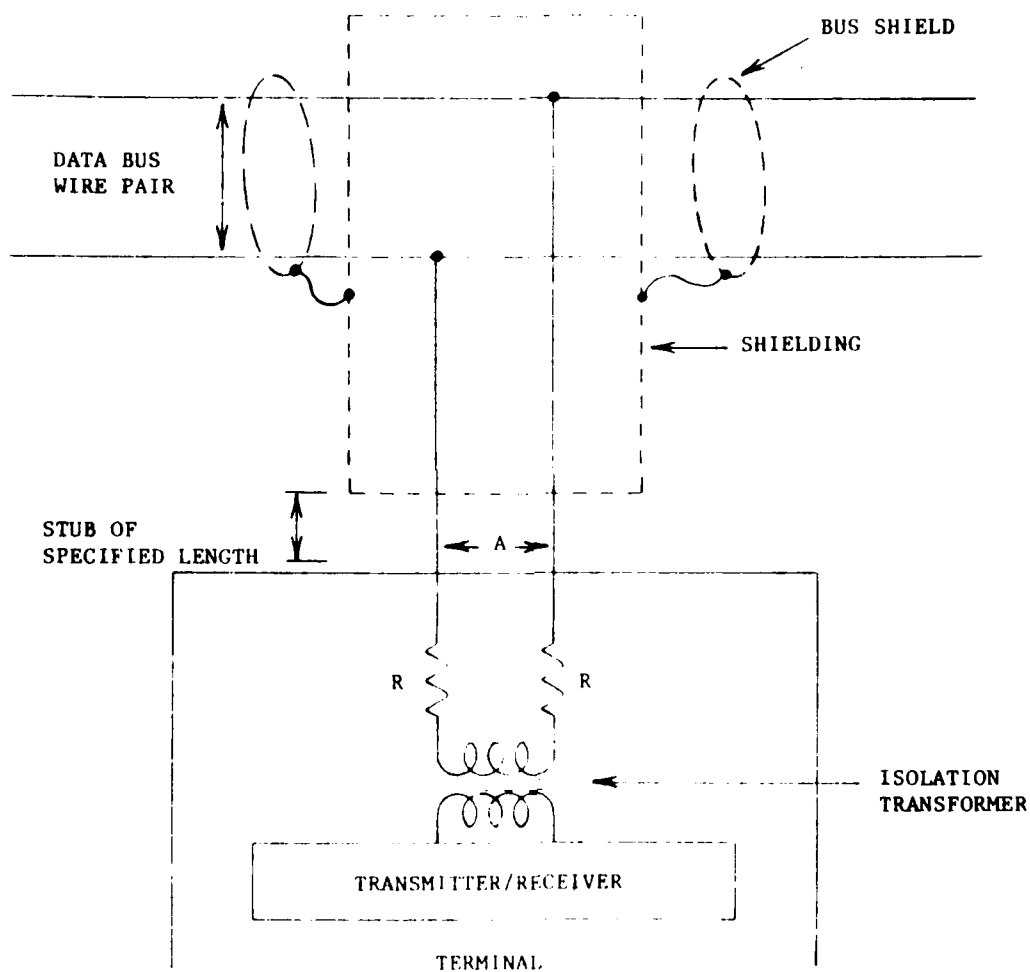 BUS SHIELD
DATA BUS
WIRE PAIR
SHIELDING
STUB OF
SPECIFIED LENGTH
A
R
R
ISOLATION
TRANSFORMER
TRANSMITTER/RECEIVER
TERMINAL